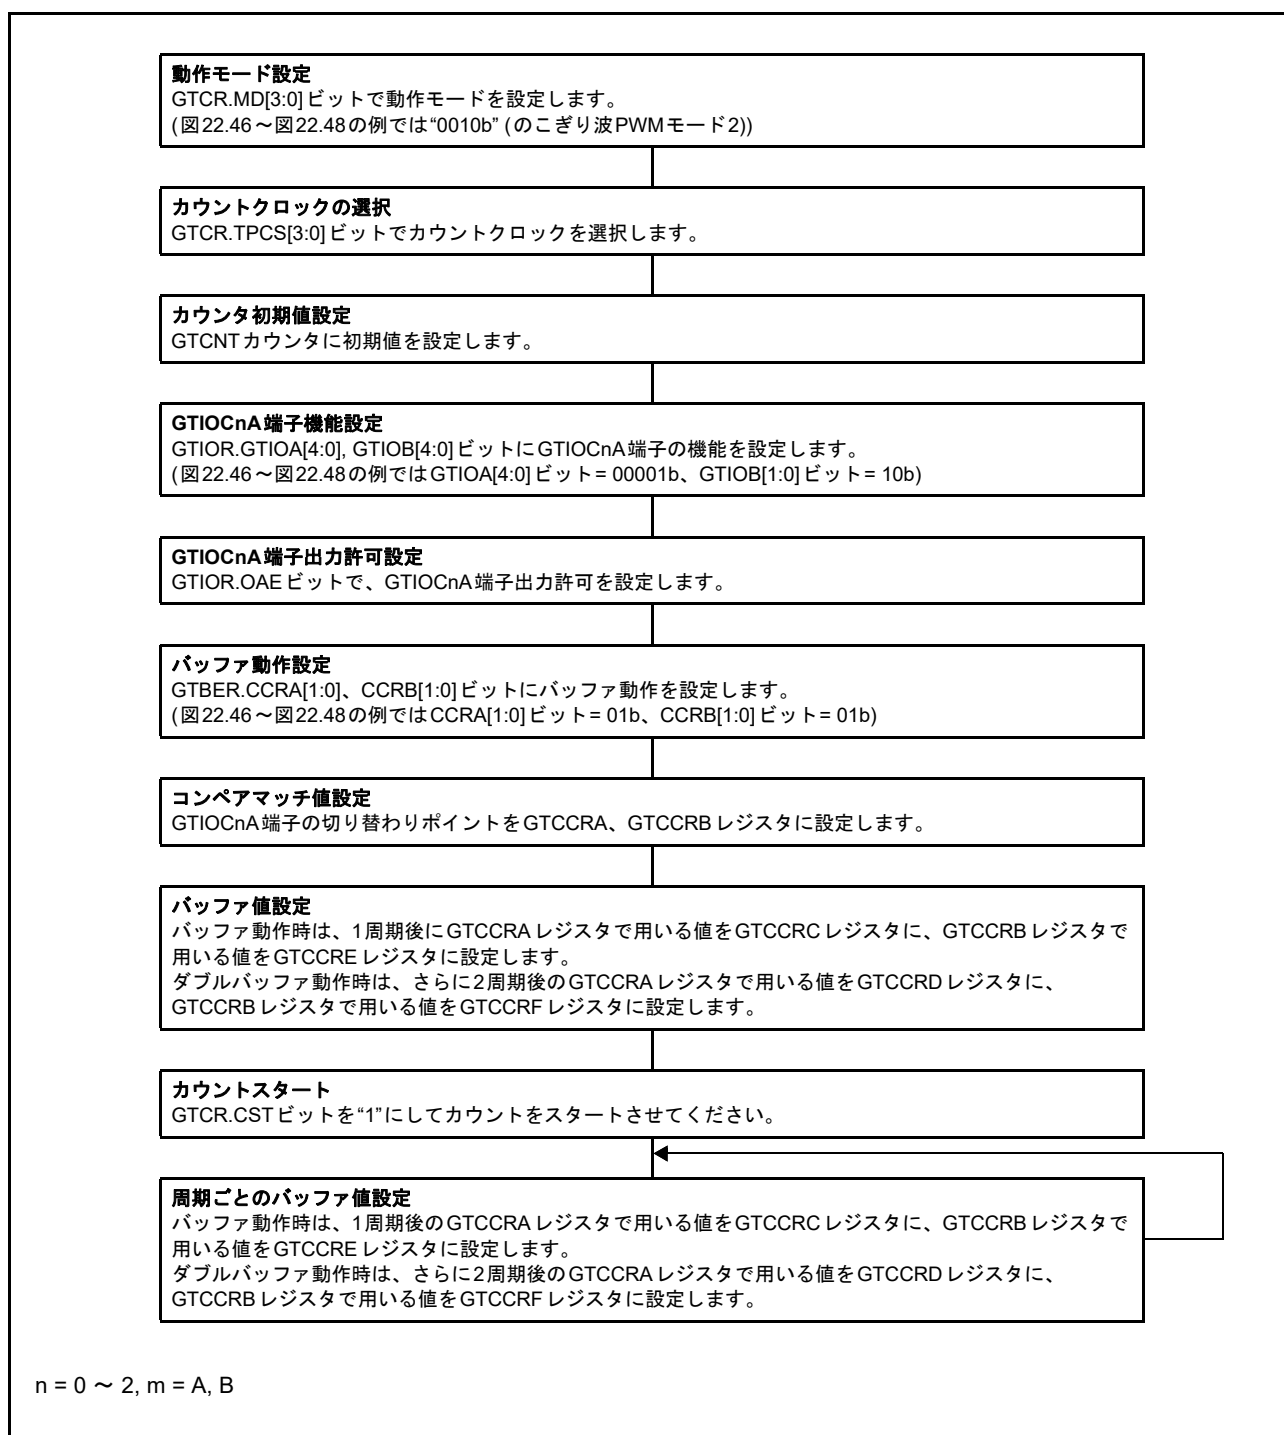 動作モード設定
GTCR.MD[3:0]ビットで動作モードを設定します。
(図22.46～図22.48の例では“0010b” (のこぎり波PWMモード2))
カウントクロックの選択
GTCR.TPCS[3:0]ビットでカウントクロックを選択します。
カウンタ初期値設定
GTCNTカウンタに初期値を設定します。
GTIOCnA端子機能設定
GTIOR.GTIOA[4:0], GTIOB[4:0]ビットにGTIOCnA端子の機能を設定します。
(図22.46～図22.48の例ではGTIOA[4:0]ビット= 00001b、GTIOB[1:0]ビット= 10b)
GTIOCnA端子出力許可設定
GTIOR.OAEビットで、GTIOCnA端子出力許可を設定します。
バッファ動作設定
GTBER.CCRA[1:0]、CCRB[1:0]ビットにバッファ動作を設定します。
(図22.46～図22.48の例ではCCRA[1:0]ビット= 01b、CCRB[1:0]ビット= 01b)
コンペアマッチ値設定
GTIOCnA端子の切り替わりポイントをGTCCRA、GTCCRBレジスタに設定します。
バッファ値設定
バッファ動作時は、1周期後にGTCCRAレジスタで用いる値をGTCCRCレジスタに、GTCCRBレジスタで
用いる値をGTCCREレジスタに設定します。
ダブルバッファ動作時は、さらに2周期後のGTCCRAレジスタで用いる値をGTCCRDレジスタに、
GTCCRBレジスタで用いる値をGTCCRFレジスタに設定します。
カウントスタート
GTCR.CSTビットを“1”にしてカウントをスタートさせてください。
周期ごとのバッファ値設定
バッファ動作時は、1周期後のGTCCRAレジスタで用いる値をGTCCRCレジスタに、GTCCRBレジスタで
用いる値をGTCCREレジスタに設定します。
ダブルバッファ動作時は、さらに2周期後のGTCCRAレジスタで用いる値をGTCCRDレジスタに、
GTCCRBレジスタで用いる値をGTCCRFレジスタに設定します。
n = 0 ～ 2, m = A, B